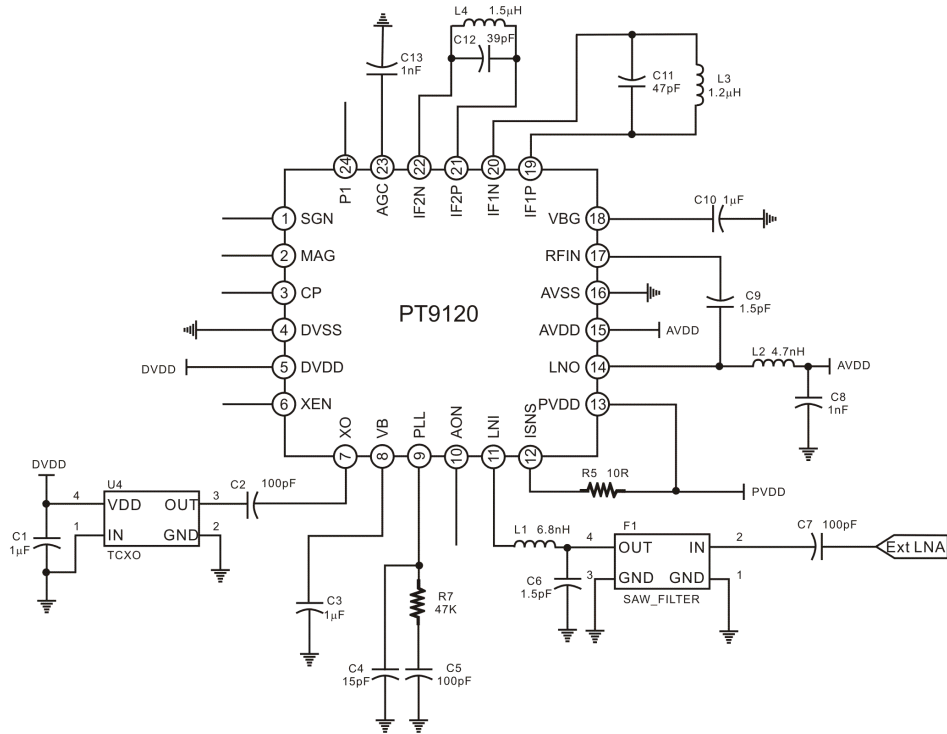 L4 1.5µH
C12 39pF
C13
1nF
C11
47pF
L3
1.2µH
24 23 22 21 20 19
P1 AGC IF2N IF2P IF1N IF1P
1 SGN
2 MAG
3 CP
4 DVSS
DVDD 5 DVDD
6 XEN
PT9120
VBG 18
C10 1µF
RFIN 17
C9
1.5pF
AVSS 16
AVDD 15 AVDD
LNO 14
L2 4.7nH
AVDD
C8
1nF
PVDD 13
XO VB PLL AON LNI ISNS
7 8 9 10 11 12
R5 10R
PVDD
DVDD
U4
4 VDD OUT 3
1 IN GND 2
TCXO
C1
1µF
C2 100pF
C3
1µF
R7
47K
C4
15pF
C5
100pF
L1 6.8nH
C6
1.5pF
F1
4 OUT IN 2
3 GND GND 1
SAW_FILTER
C7 100pF
Ext LNA